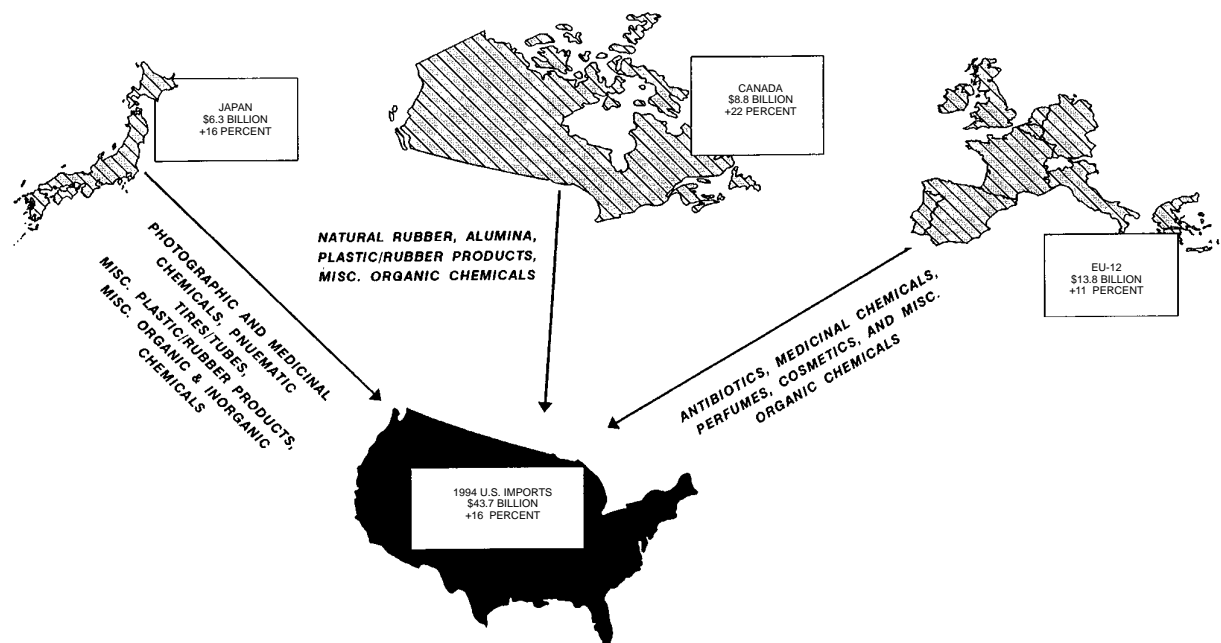 JAPAN
$6.3 BILLION
+16 PERCENT
CANADA
$8.8 BILLION
+22 PERCENT
EU-12
$13.8 BILLION
+11 PERCENT
PHOTOGRAPHIC AND MEDICINAL
CHEMICALS, PNUEMATIC
TIRES/TUBES,
MISC. PLASTIC/RUBBER PRODUCTS,
MISC. ORGANIC & INORGANIC
CHEMICALS
NATURAL RUBBER, ALUMINA,
PLASTIC/RUBBER PRODUCTS,
MISC. ORGANIC CHEMICALS
ANTIBIOTICS, MEDICINAL CHEMICALS,
PERFUMES, COSMETICS, AND MISC.
ORGANIC CHEMICALS
1994 U.S. IMPORTS
$43.7 BILLION
+16 PERCENT